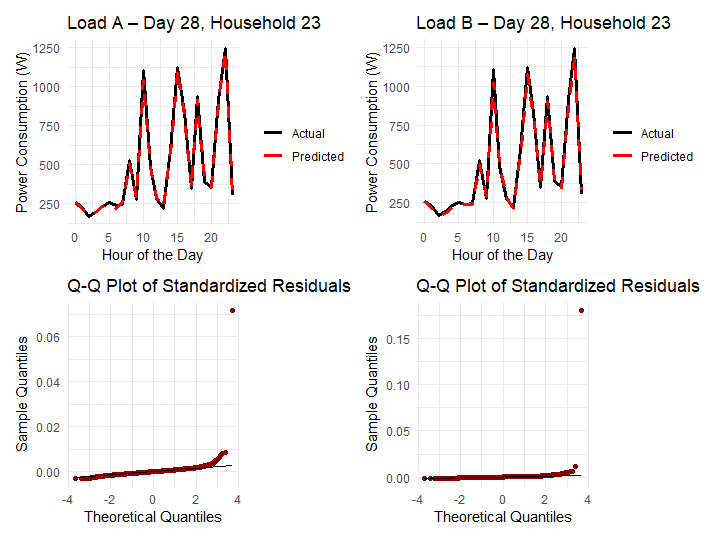 Load A – Day 28, Household 23
Power Consumption (W)
1250
1000
750
500
250
0
5
10
15
20
Hour of the Day
Actual
Predicted
Load B – Day 28, Household 23
Power Consumption (W)
1250
1000
750
500
250
0
5
10
15
20
Hour of the Day
Actual
Predicted
Q-Q Plot of Standardized Residuals
Sample Quantiles
0.06
0.04
0.02
0.00
-4
-2
0
2
4
Theoretical Quantiles
Q-Q Plot of Standardized Residuals
Sample Quantiles
0.15
0.10
0.05
0.00
-4
-2
0
2
4
Theoretical Quantiles